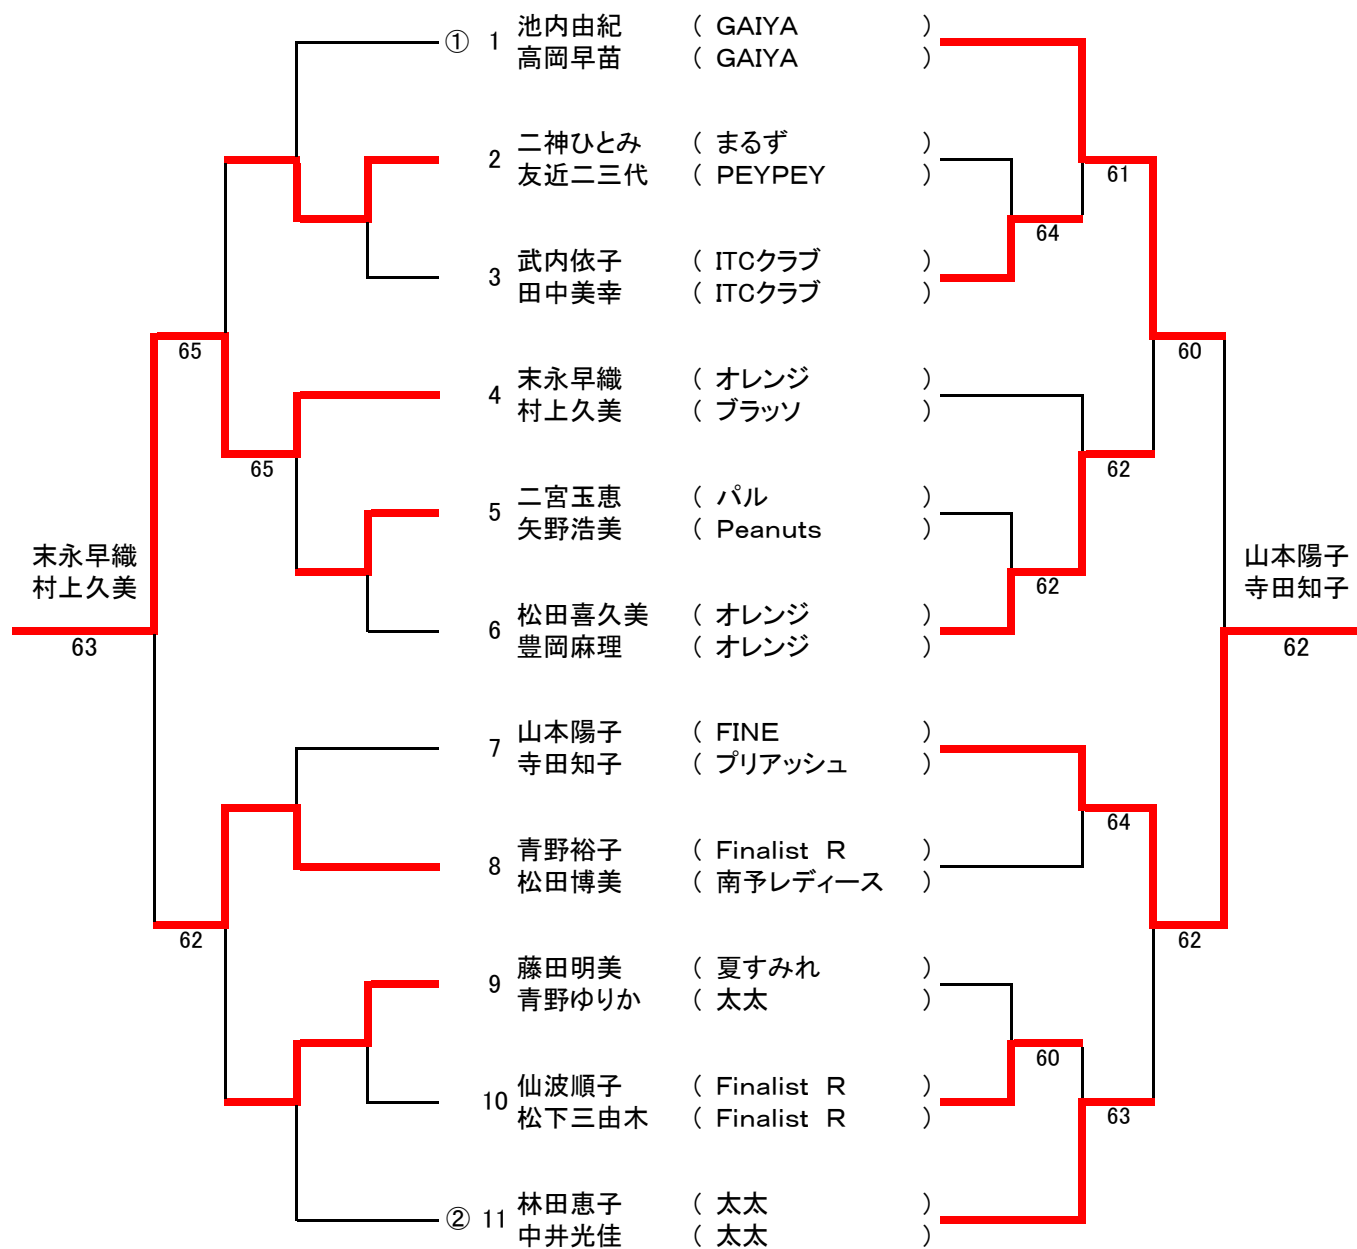 ① 1 池内由紀 ( GAIYA )
高岡早苗 ( GAIYA )
2 二神ひとみ ( まるず )
友近二三代 ( PEYPEY )
61
64
3 武内依子 ( ITCクラブ )
田中美幸 ( ITCクラブ )
65
60
4 末永早織 ( オレンジ )
村上久美 ( ブラッソ )
65
62
5 二宮玉恵 ( パル )
矢野浩美 ( Peanuts )
末永早織
村上久美
山本陽子
寺田知子
62
6 松田喜久美 ( オレンジ )
豊岡麻理 ( オレンジ )
63
62
7 山本陽子 ( FINE )
寺田知子 ( プリアッシュ )
64
8 青野裕子 ( Finalist R )
松田博美 ( 南予レディース )
62
62
9 藤田明美 ( 夏すみれ )
青野ゆりか ( 太太 )
60
10 仙波順子 ( Finalist R )
松下三由木 ( Finalist R )
63
② 11 林田恵子 ( 太太 )
中井光佳 ( 太太 )